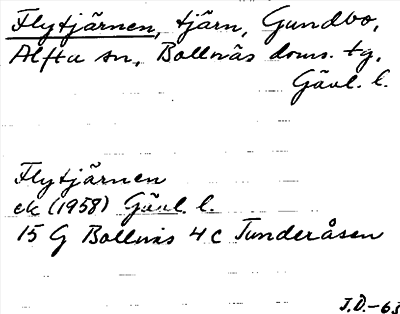 Flytjärnen, tjärn, Gundbo,
Alfta sn, Bollnäs doms. tg,
Gävl. l.
Flytjärnen
ek (1958) Gävl. l.
15 G Bollnäs 4 c Tunderåsen
J.D.-63